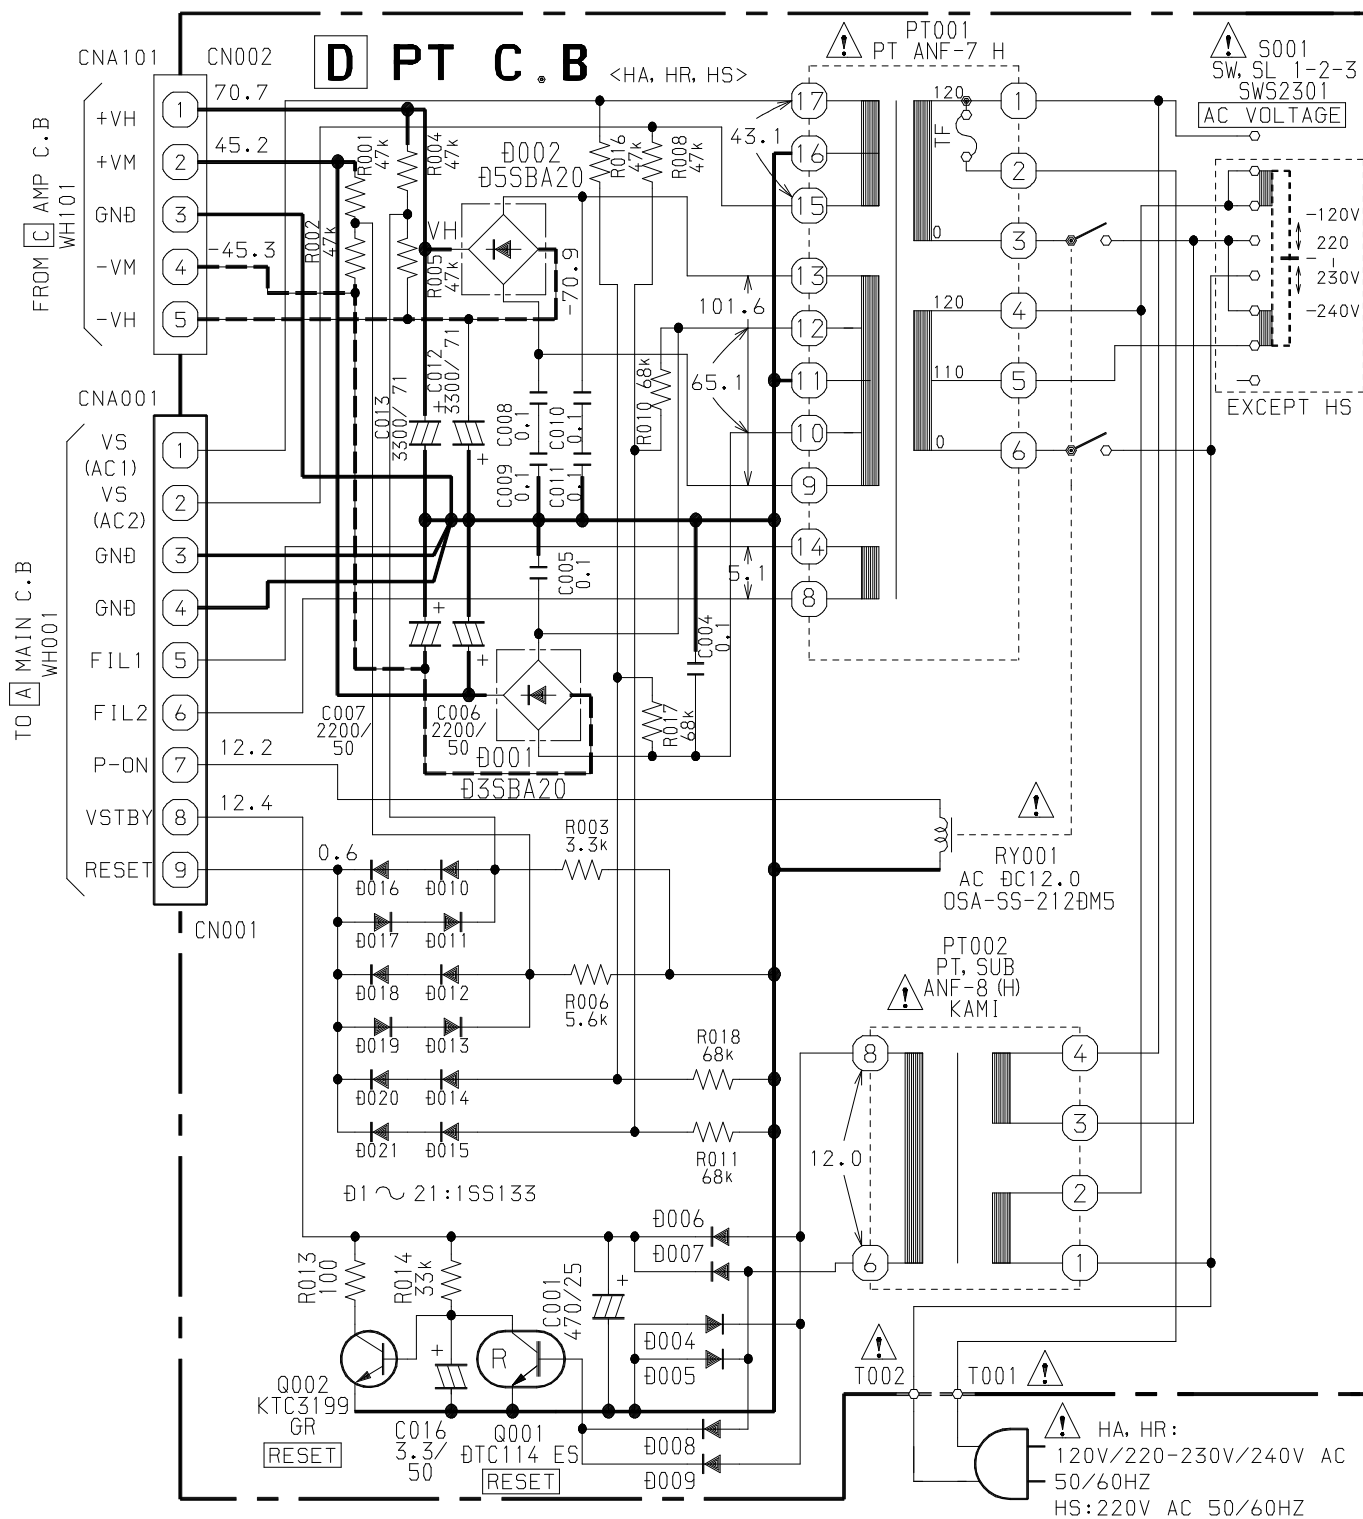 D PT C.B <HA, HR, HS>
CNA101
CN002
FROM C AMP C.B
WH101
+VH
1
70.7
+VM
2
45.2
GND
3
-VM
4
-45.3
-VH
5
R001
47k
R004
47k
R002
47k
R005
47k
VH
D002
D5SBA20
-70.9
R016
47k
R008
47k
PT001
PT ANF-7 H
17
16
15
43.1
13
12
11
10
9
14
8
101.6
65.1
5.1
120
TF
0
120
110
0
1
2
3
4
5
6
S001
SW, SL 1-2-3
SWS2301
AC VOLTAGE
-120V
220
-
230V
-240V
EXCEPT HS
CNA001
TO A MAIN C.B
WH001
VS
(AC1)
1
VS
(AC2)
2
GND
3
GND
4
FIL1
5
FIL2
6
P-ON
7
12.2
VSTBY
8
12.4
RESET
9
0.6
CN001
C013
3300/71
C012
3300/71
+
+
C008
0.1
C010
0.1
C009
0.1
C011
0.1
R010
68k
C005
0.1
C004
0.1
+
+
C007
2200/
50
C006
2200/
50
D001
D3SBA20
R017
68k
RY001
AC DC12.0
OSA-SS-212DM5
R003
3.3k
D016
D010
D017
D011
D018
D012
R006
5.6k
D019
D013
D020
D014
R018
68k
D021
D015
R011
68k
D1～21:1SS133
PT002
PT, SUB
ANF-8 (H)
KAMI
8
6
12.0
4
3
2
1
R013
100
R014
33k
C001
470/25
+
D006
D007
D004
D005
D008
D009
Q002
KTC3199
GR
RESET
+
C016
3.3/
50
R
Q001
DTC114 ES
RESET
T002
T001
HA, HR:
120V/220-230V/240V AC
50/60HZ
HS:220V AC 50/60HZ